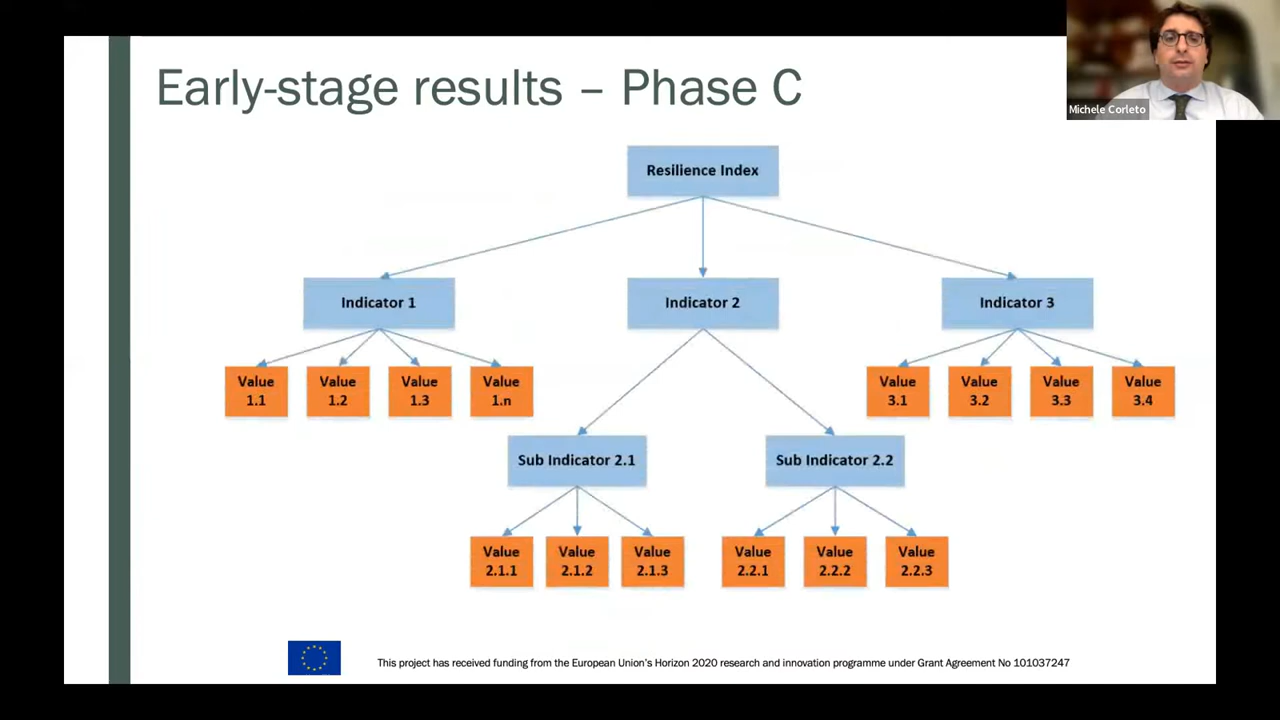 Early-stage results – Phase C
Michele Corleto
Resilience Index
Indicator 1
Indicator 2
Indicator 3
Value
1.1
Value
1.2
Value
1.3
Value
1.n
Value
3.1
Value
3.2
Value
3.3
Value
3.4
Sub Indicator 2.1
Sub Indicator 2.2
Value
2.1.1
Value
2.1.2
Value
2.1.3
Value
2.2.1
Value
2.2.2
Value
2.2.3
This project has received funding from the European Union's Horizon 2020 research and innovation programme under Grant Agreement No 101037247